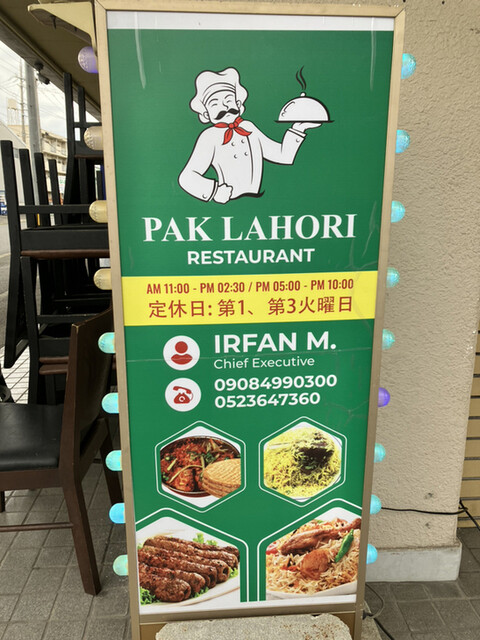 PAK LAHORI
RESTAURANT
AM 11:00 - PM 02:30 / PM 05:00 - PM 10:00
定休日: 第1、第3火曜日
IRFAN M.
Chief Executive
09084990300
0523647360